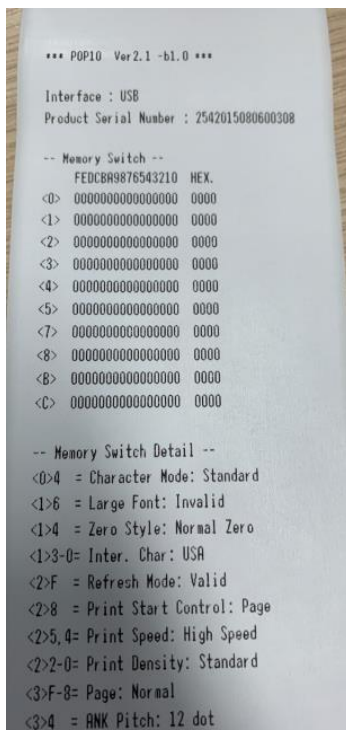 *** POP10 Ver2.1 -b1.0 ***
Interface : USB
Product Serial Number : 2542015080600308
-- Memory Switch --
FEDCBA9876543210 HEX.
<0> 0000000000000000 0000
<1> 0000000000000000 0000
<2> 0000000000000000 0000
<3> 0000000000000000 0000
<4> 0000000000000000 0000
<5> 0000000000000000 0000
<7> 0000000000000000 0000
<8> 0000000000000000 0000
<B> 0000000000000000 0000
<C> 0000000000000000 0000
-- Memory Switch Detail --
<0>4 = Character Mode: Standard
<1>6 = Large Font: Invalid
<1>4 = Zero Style: Normal Zero
<1>3-0= Inter. Char: USA
<2>F = Refresh Mode: Valid
<2>8 = Print Start Control: Page
<2>5,4= Print Speed: High Speed
<2>2-0= Print Density: Standard
<3>F-8= Page: Normal
<3>4 = ANK Pitch: 12 dot